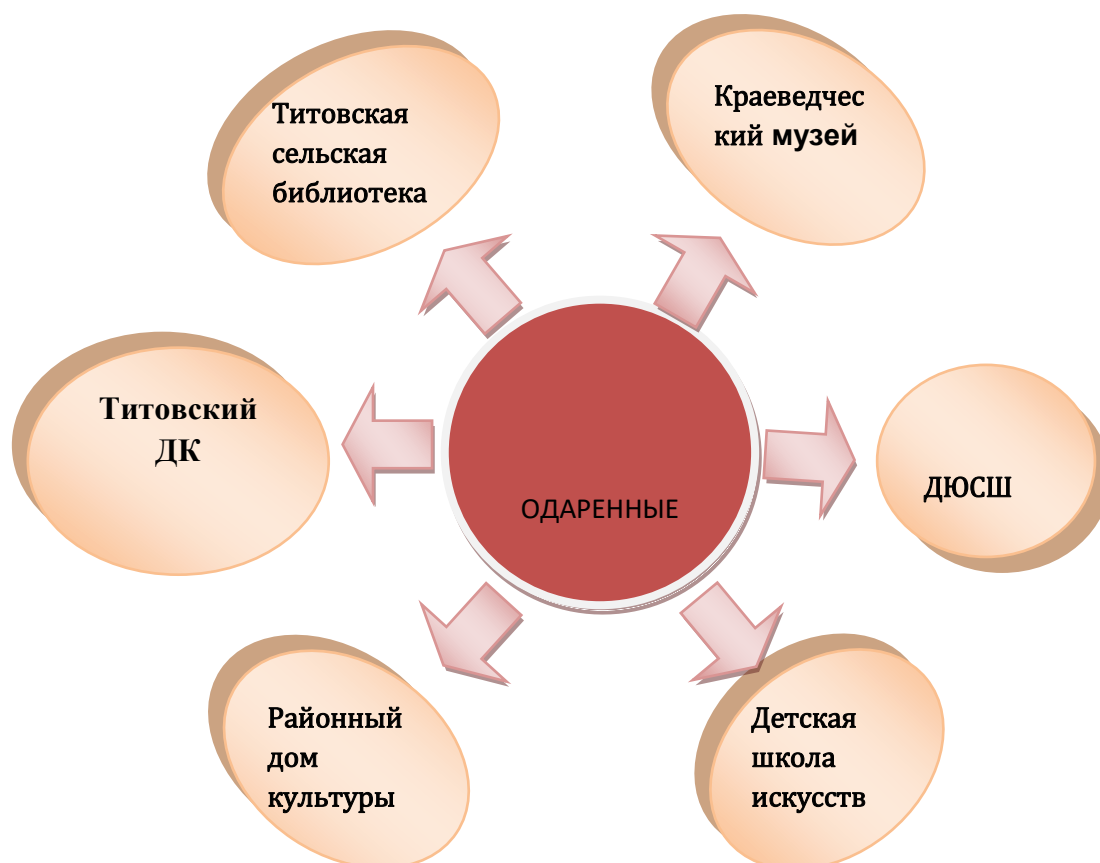 Титовская
сельская
библиотека
Краеведчес
кий музей
Титовский
ДК
ОДАРЕННЫЕ
ДЮСШ
Районный
дом
культуры
Детская
школа
искусств